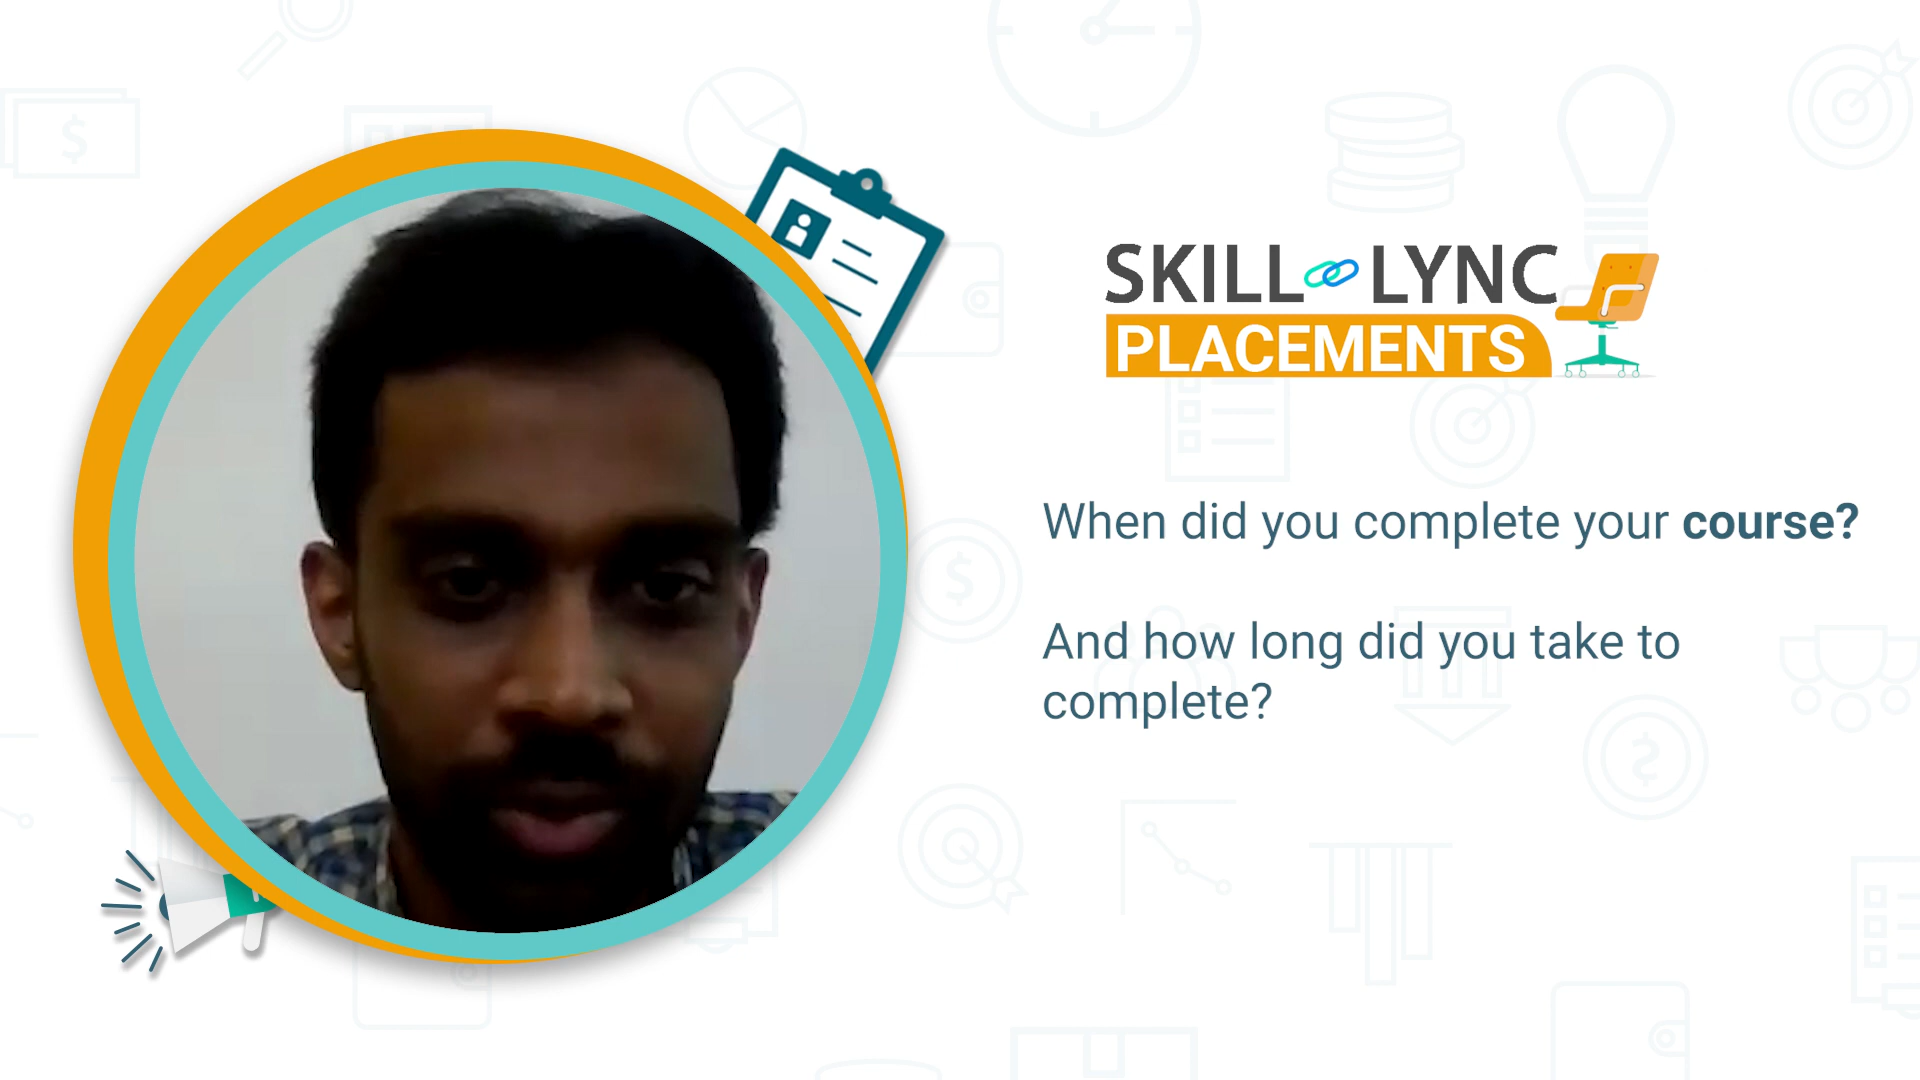 SKILL LYNC
PLACEMENTS
When did you complete your course?
And how long did you take to
complete?